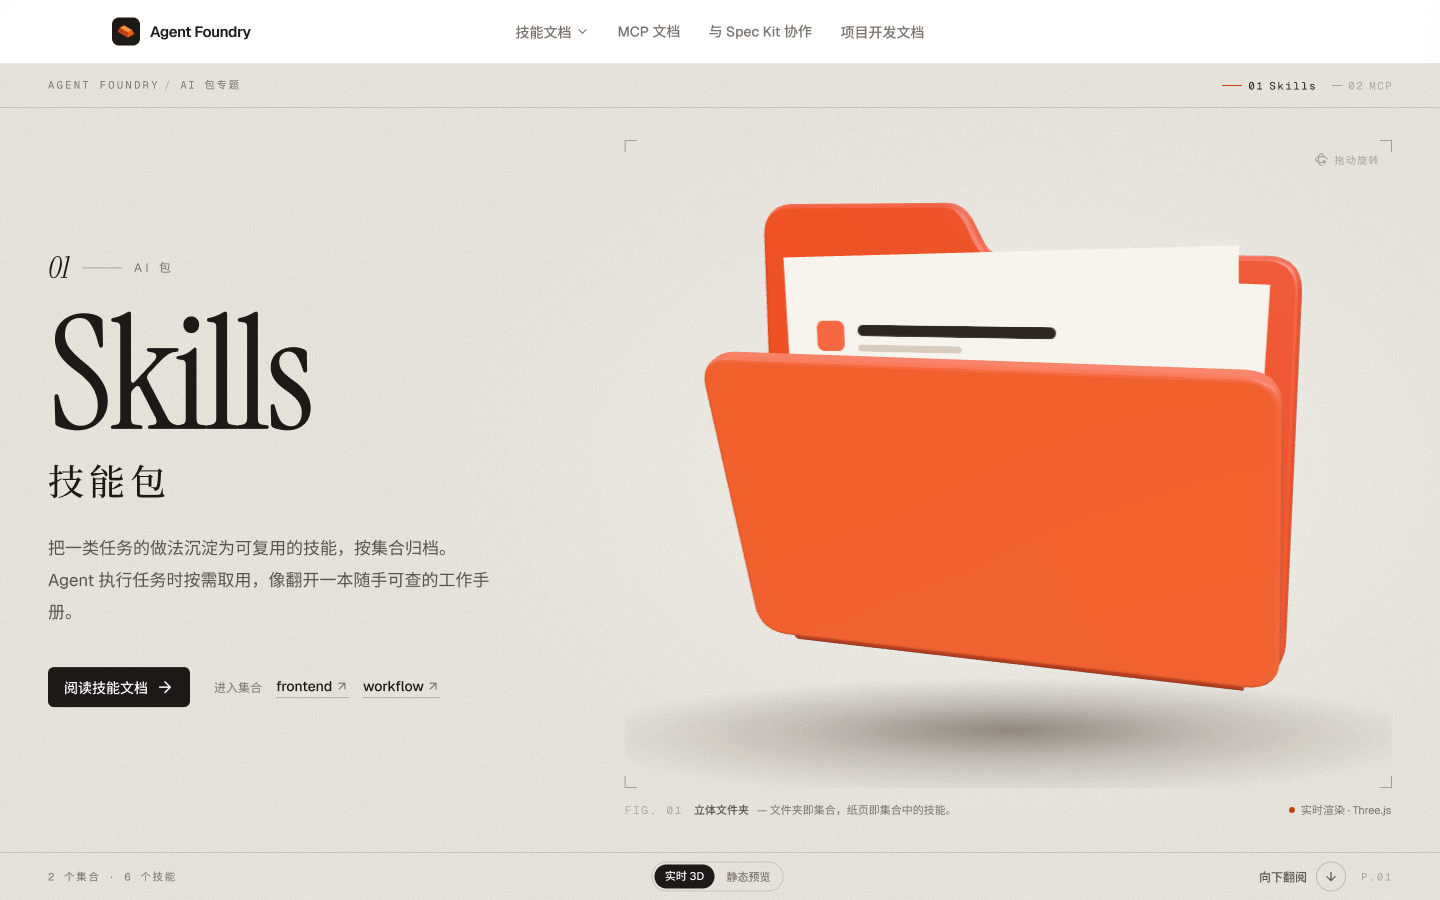 Agent Foundry
技能文档
MCP 文档
与 Spec Kit 协作
项目开发文档
AGENT FOUNDRY / AI 包专题
01 Skills
02 MCP
拖动旋转
01 AI 包
Skills
技能包
把一类任务的做法沉淀为可复用的技能，按集合归档。
Agent 执行任务时按需取用，像翻开一本随手可查的工作手
册。
阅读技能文档
进入集合 frontend workflow
FIG. 01 立体文件夹 — 文件夹即集合，纸页即集合中的技能。
实时渲染 · Three.js
2 个集合 · 6 个技能
实时 3D
静态预览
向下翻阅
P.01